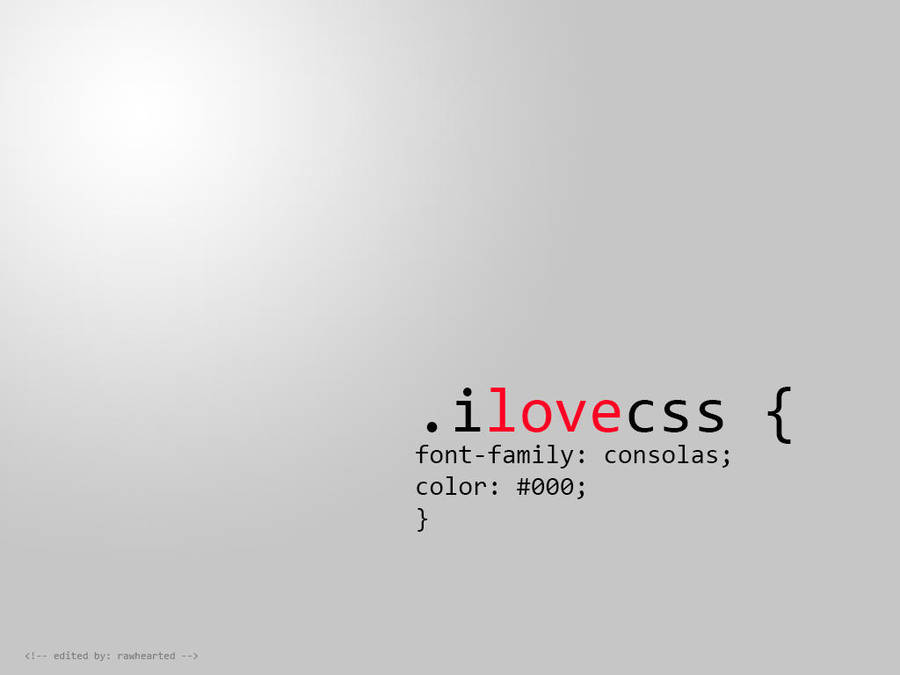 .ilovecss {
font-family: consolas;
color: #000;
}
<!-- edited by: rawhearted -->